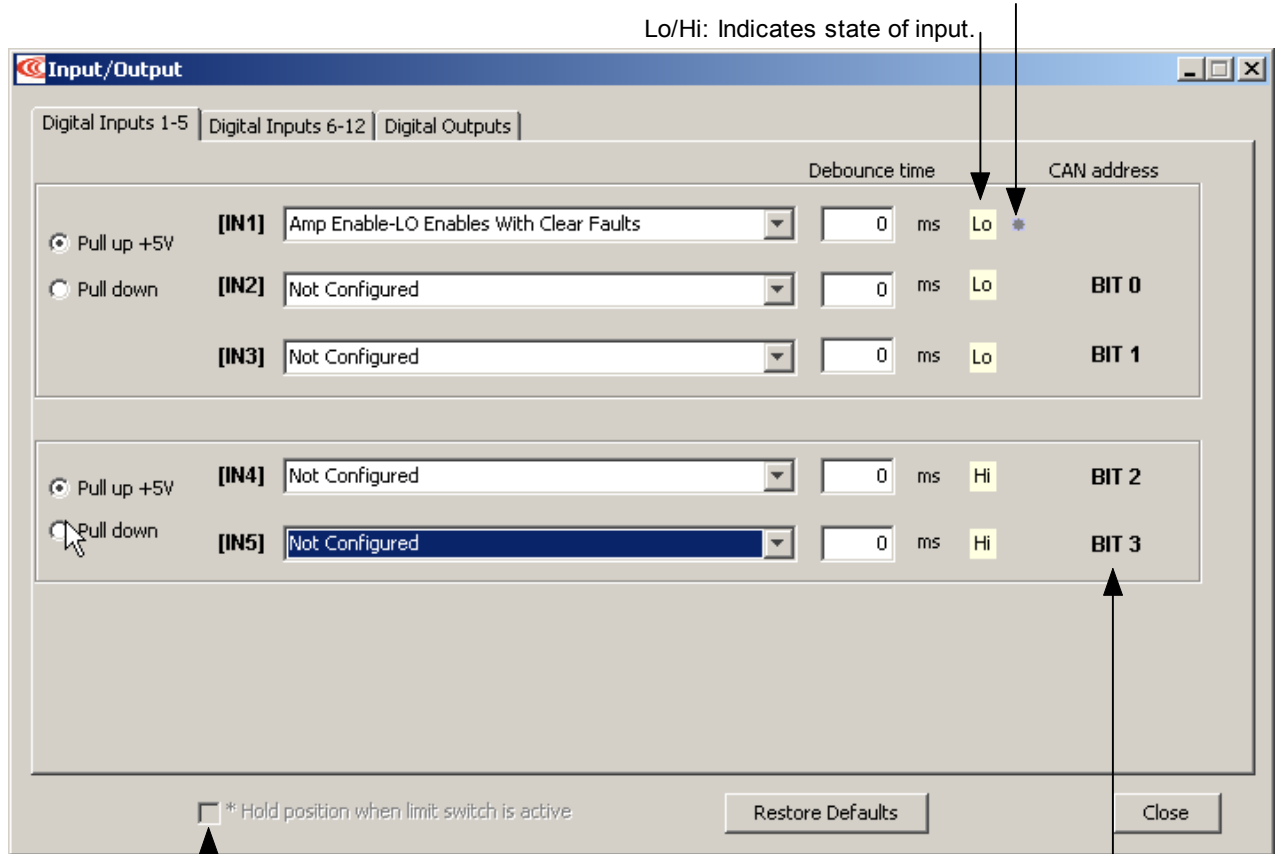 Lo/Hi: Indicates state of input.
Input/Output
Digital Inputs 1-5 Digital Inputs 6-12 Digital Outputs
Debounce time CAN address
Pull up +5V [IN1] Amp Enable-LO Enables With Clear Faults 0 ms Lo
Pull down [IN2] Not Configured 0 ms Lo BIT 0
[IN3] Not Configured 0 ms Lo BIT 1
Pull up +5V [IN4] Not Configured 0 ms Hi BIT 2
Pull down [IN5] Not Configured 0 ms Hi BIT 3
* Hold position when limit switch is active Restore Defaults Close